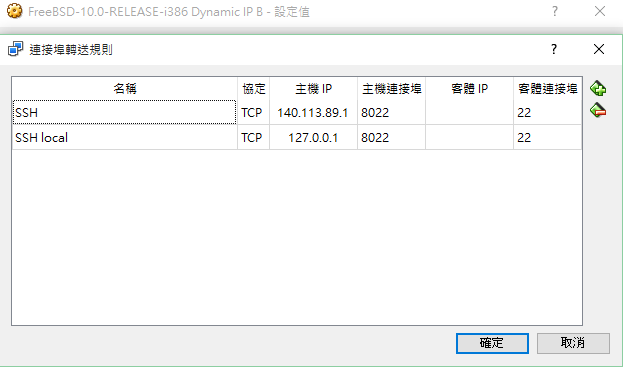 FreeBSD-10.0-RELEASE-i386 Dynamic IP B - 設定值 ?
連接埠轉送規則 ?
名稱 協定 主機 IP 主機連接埠 客體 IP 客體連接埠
SSH TCP 140.113.89.1 8022 22
SSH local TCP 127.0.0.1 8022 22
確定 取消